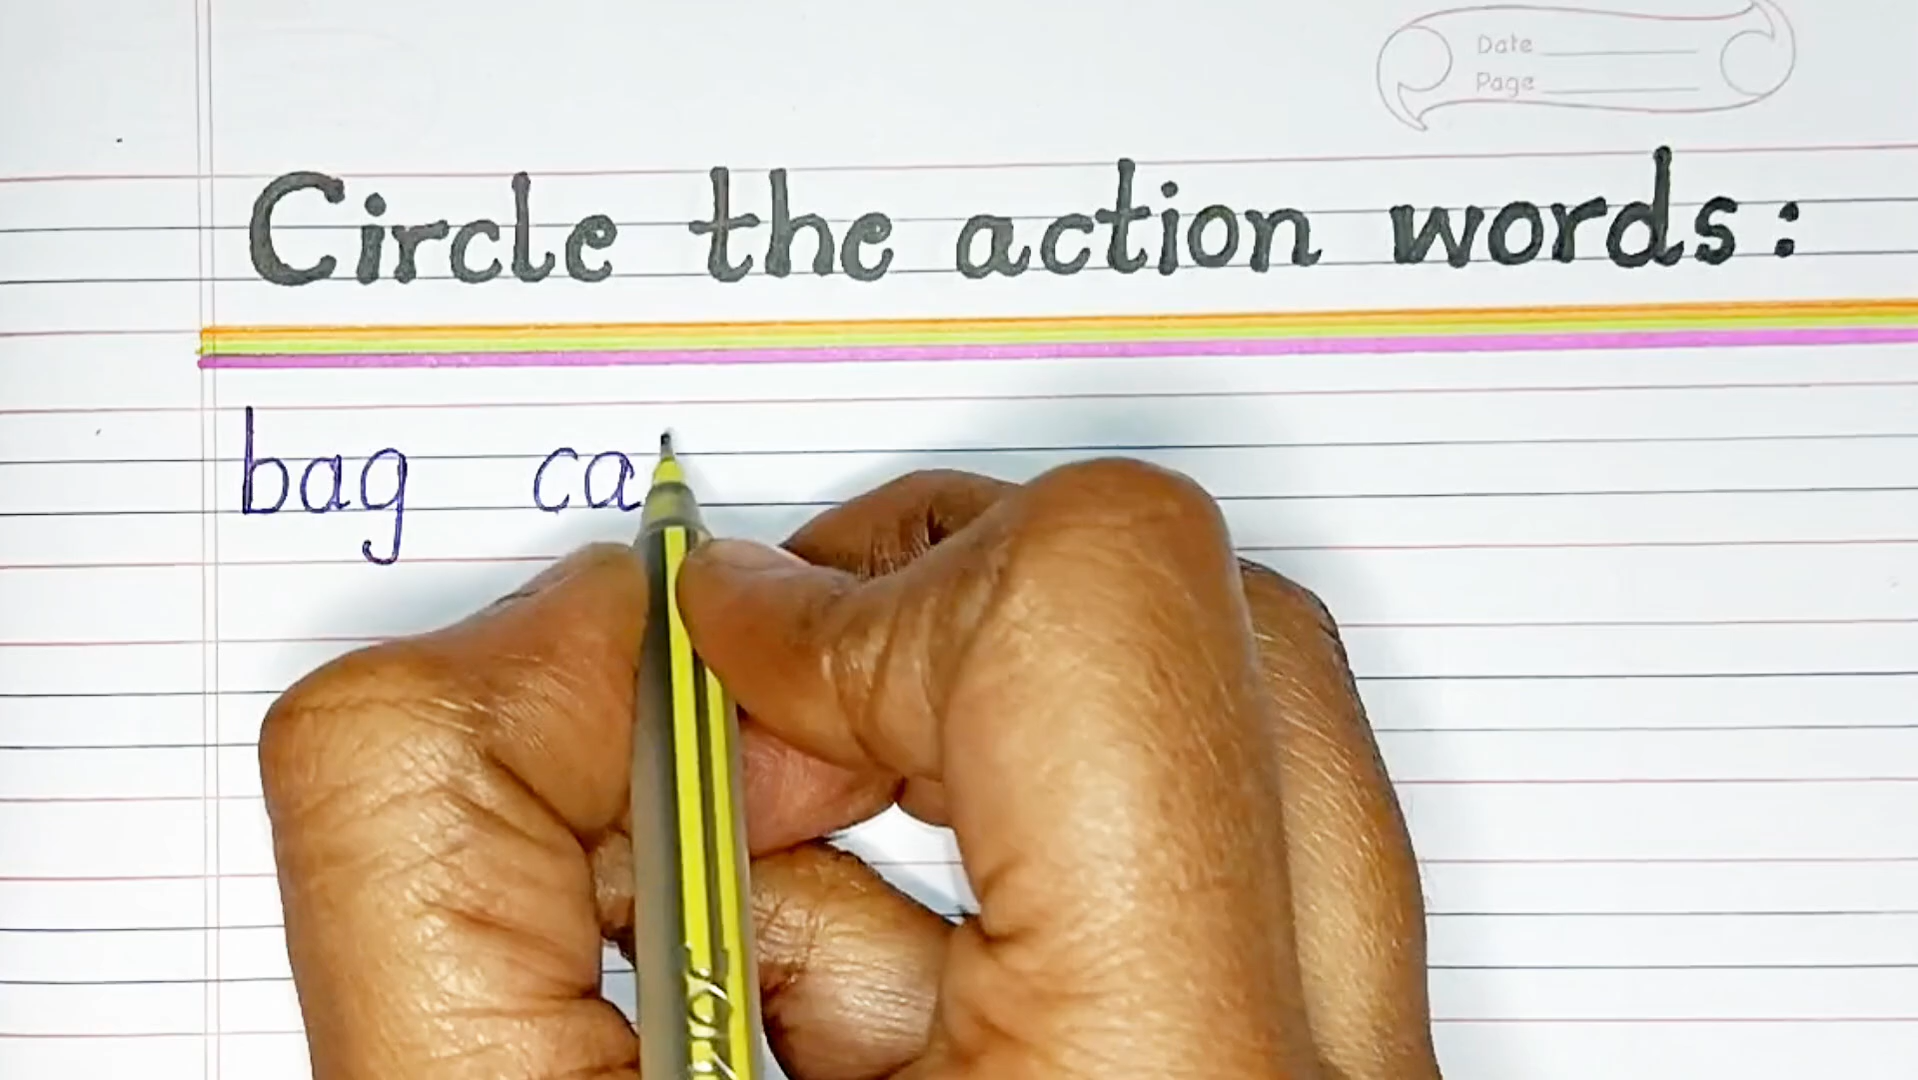 Date
Page
Circle the action words:
bag ca